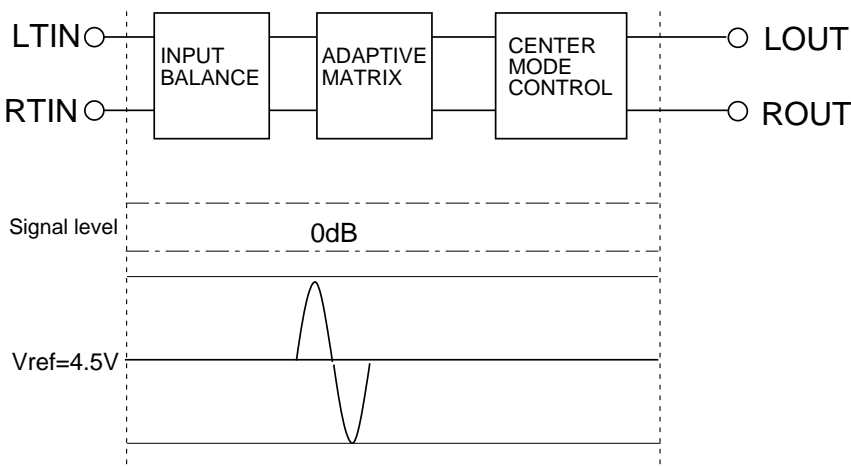 LTIN
INPUT
BALANCE
ADAPTIVE
MATRIX
CENTER
MODE
CONTROL
LOUT
RTIN
ROUT
Signal level
0dB
Vref=4.5V